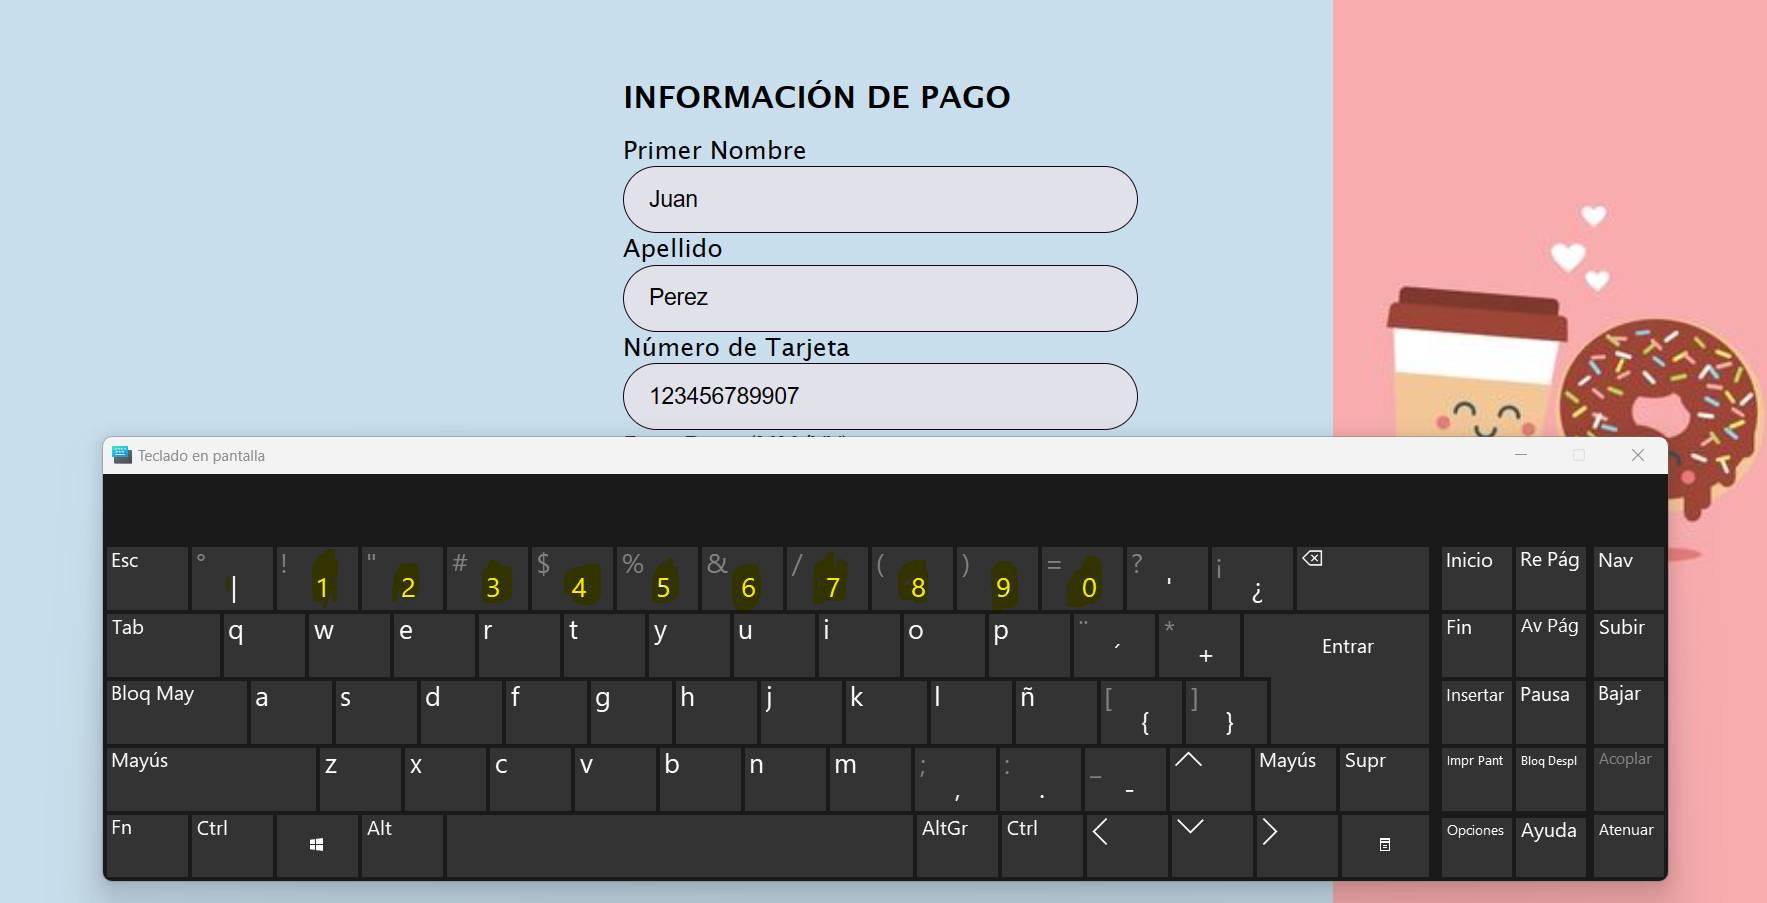 INFORMACIÓN DE PAGO
Primer Nombre
Juan
Apellido
Perez
Número de Tarjeta
123456789907
Teclado en pantalla
Esc ° | ! 1 " 2 # 3 $ 4 % 5 & 6 / 7 ( 8 ) 9 = 0 ? ' ¡ ¿ Inicio Re Pág Nav
Tab q w e r t y u i o p ¨ ´ * + Entrar Fin Av Pág Subir
Bloq May a s d f g h j k l ñ [ { ] } Insertar Pausa Bajar
Mayús z x c v b n m ; , : . _ - Mayús Supr Impr Pant Bloq Despl Acoplar
Fn Ctrl Alt AltGr Ctrl Opciones Ayuda Atenuar